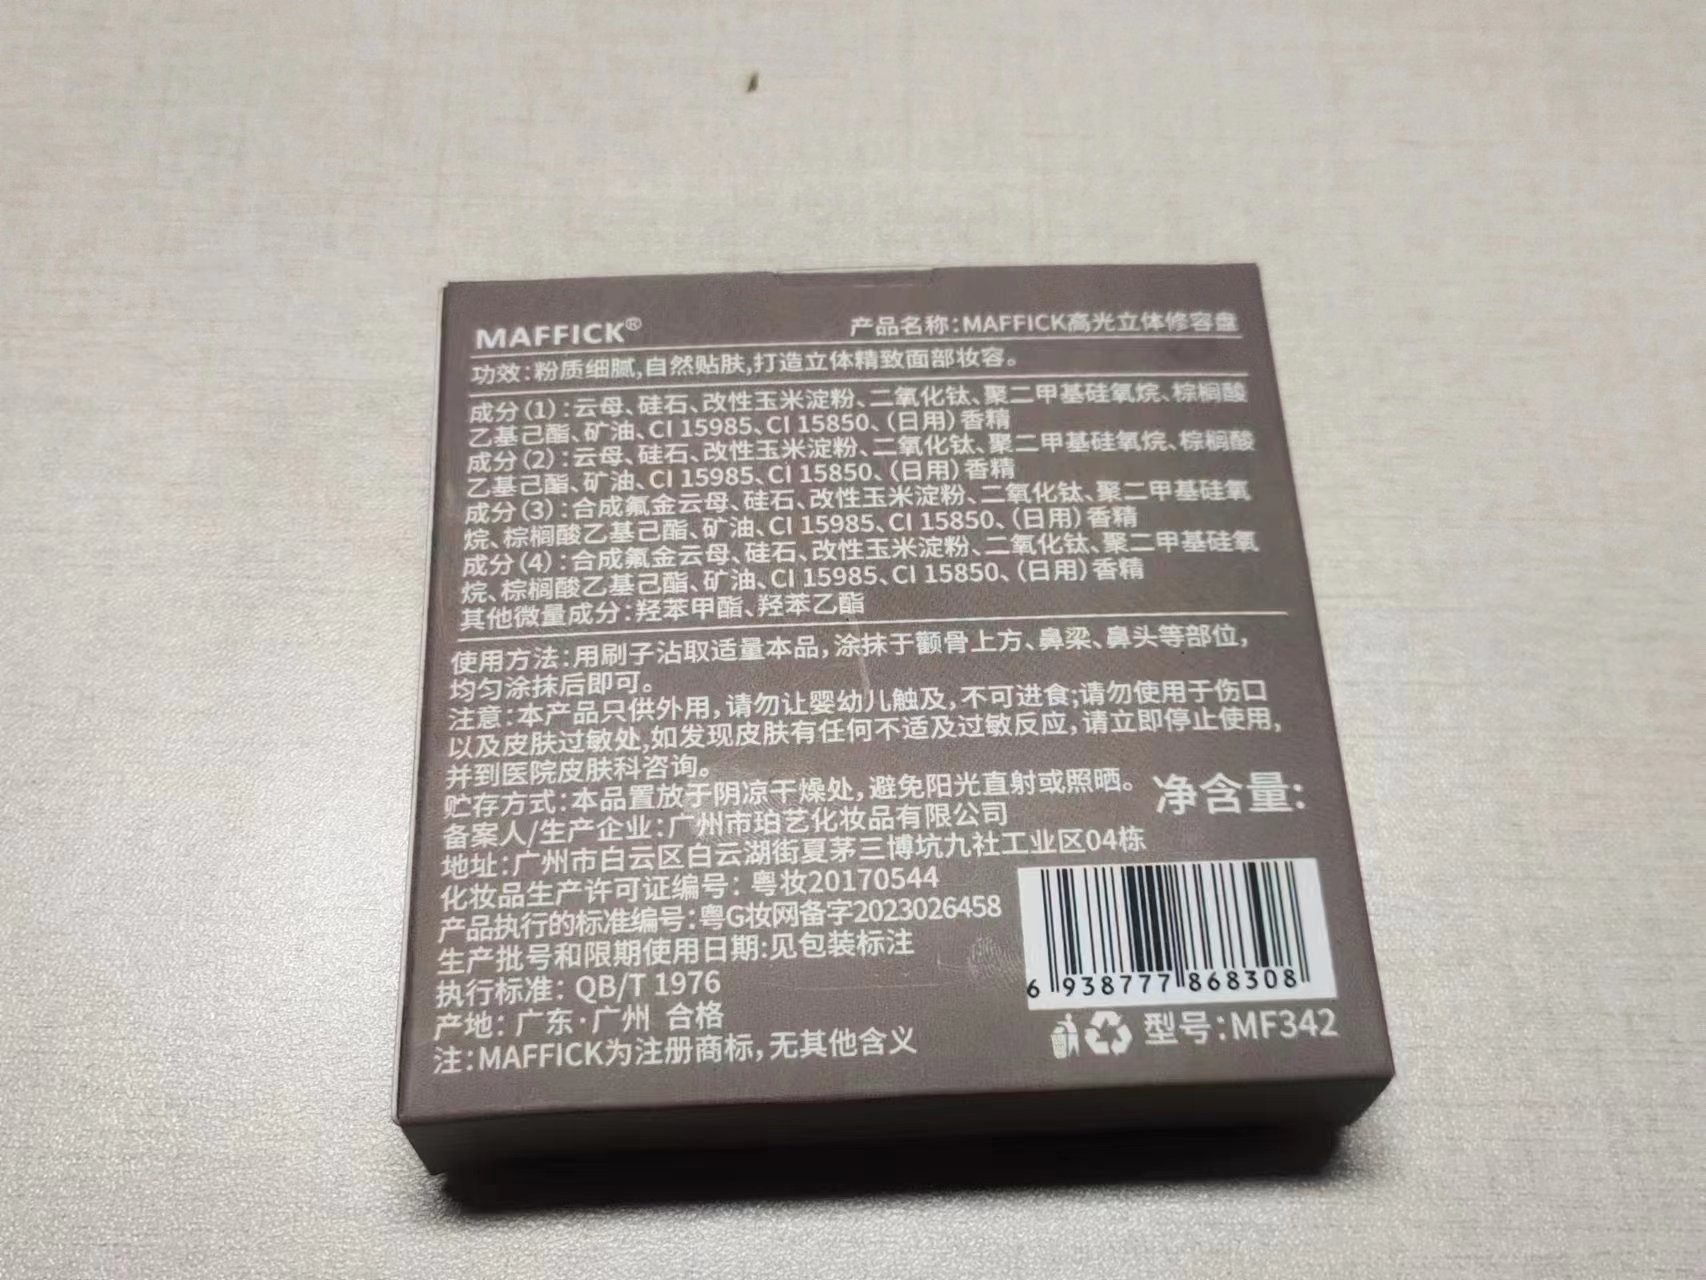 MAFFICK®
产品名称:MAFFICK高光立体修容盘
功效:粉质细腻,自然贴肤,打造立体精致面部妆容。
成分(1):云母、硅石、改性玉米淀粉、二氧化钛、聚二甲基硅氧烷、棕榈酸
乙基己酯、矿油、CI 15985、CI 15850、(日用)香精
成分(2):云母、硅石、改性玉米淀粉、二氧化钛、聚二甲基硅氧烷、棕榈酸
乙基己酯、矿油、CI 15985、CI 15850、(日用)香精
成分(3):合成氟金云母、硅石、改性玉米淀粉、二氧化钛、聚二甲基硅氧
烷、棕榈酸乙基己酯、矿油、CI 15985、CI 15850、(日用)香精
成分(4):合成氟金云母、硅石、改性玉米淀粉、二氧化钛、聚二甲基硅氧
烷、棕榈酸乙基己酯、矿油、CI 15985、CI 15850、(日用)香精
其他微量成分:羟苯甲酯、羟苯乙酯
使用方法:用刷子沾取适量本品,涂抹于颧骨上方、鼻梁、鼻头等部位,
均匀涂抹后即可。
注意:本产品只供外用,请勿让婴幼儿触及,不可进食;请勿使用于伤口
以及皮肤过敏处,如发现皮肤有任何不适及过敏反应,请立即停止使用,
并到医院皮肤科咨询。
贮存方式:本品置放于阴凉干燥处,避免阳光直射或照晒。
净含量:
备案人/生产企业:广州市珀艺化妆品有限公司
地址:广州市白云区白云湖街夏茅三博坑九社工业区04栋
化妆品生产许可证编号:粤妆20170544
产品执行的标准编号:粤G妆网备字2023026458
生产批号和限期使用日期:见包装标注
执行标准:QB/T 1976
产地:广东·广州 合格
注:MAFFICK为注册商标,无其他含义
6 938777 868308
型号:MF342